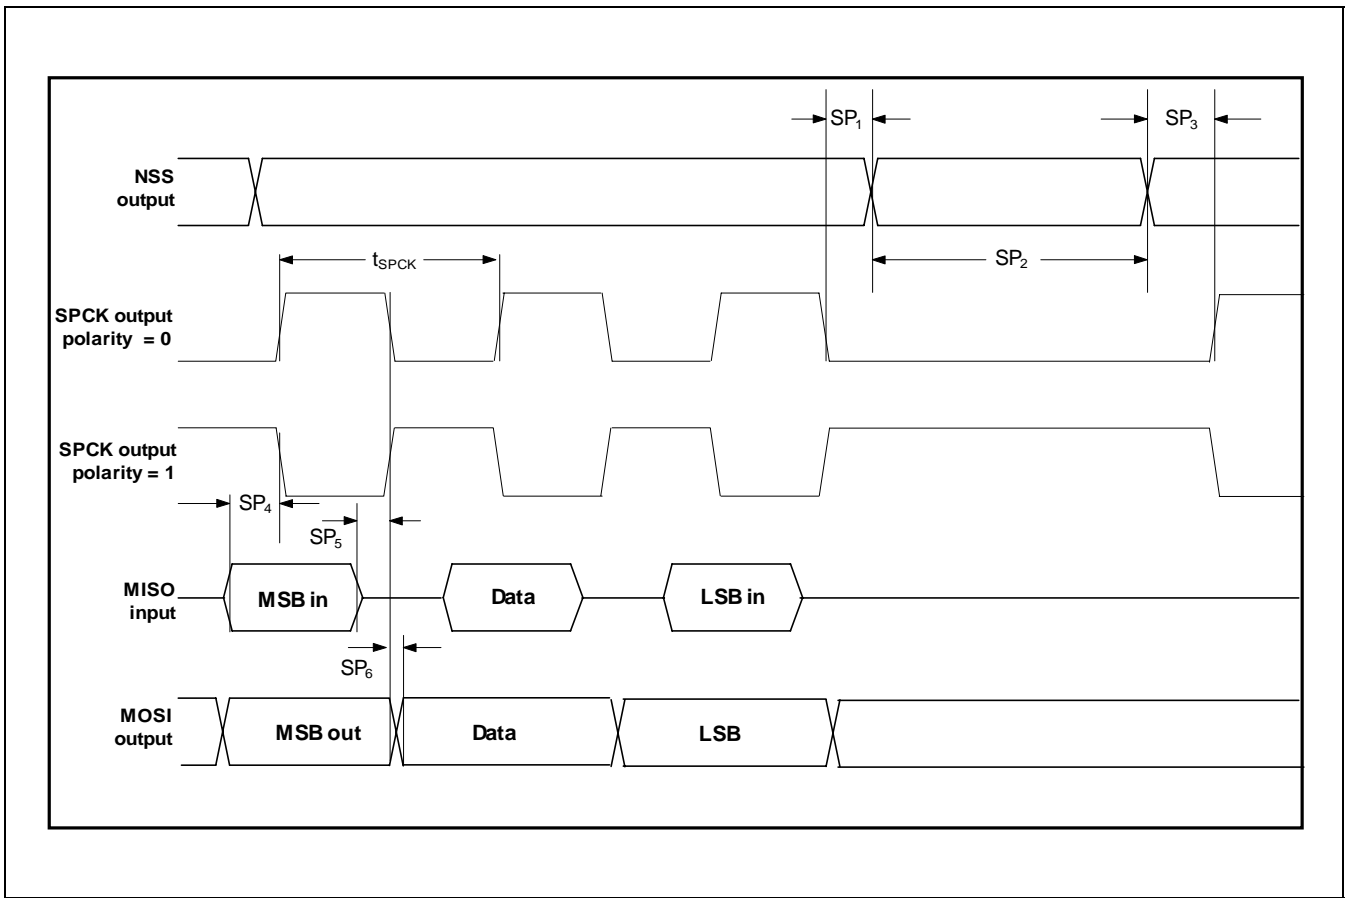 SP₁
SP₃
NSS
output
SP₂
tSPCK
SPCK output
polarity = 0
SPCK output
polarity = 1
SP₄
SP₅
MISO
input
MSB in
Data
LSB in
SP₆
MOSI
output
MSB out
Data
LSB